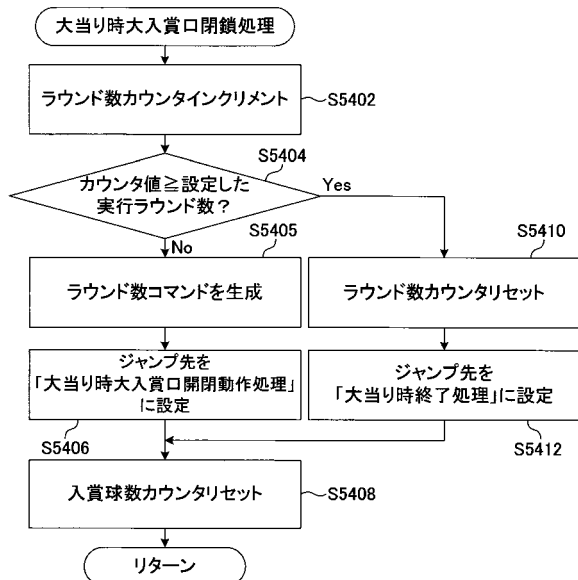 大当り時大入賞口閉鎖処理
ラウンド数カウンタインクリメント
S5402
S5404
カウンタ値≧設定した
実行ラウンド数？
Yes
No
S5405
S5410
ラウンド数コマンドを生成
ラウンド数カウンタリセット
ジャンプ先を
「大当り時大入賞口開閉動作処理」
に設定
ジャンプ先を
「大当り時終了処理」に設定
S5406
S5412
入賞球数カウンタリセット
S5408
リターン